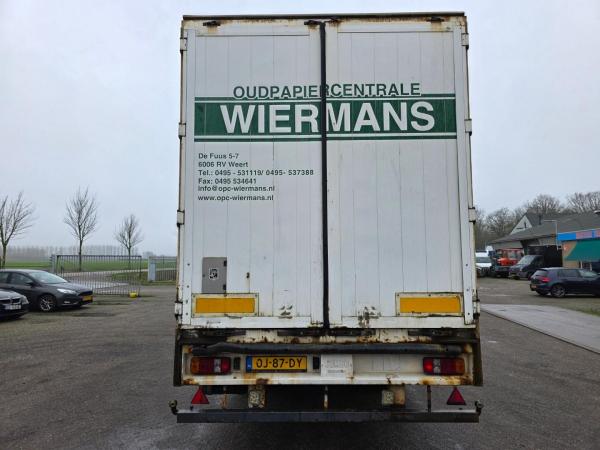 OUDPAPIERCENTRALE
WIERMANS
De Fuus 5-7
6006 RV Weert
Tel.: 0495 - 531119/ 0495- 537388
Fax: 0495 534641
info@opc-wiermans.nl
www.opc-wiermans.nl
OJ-87-DY